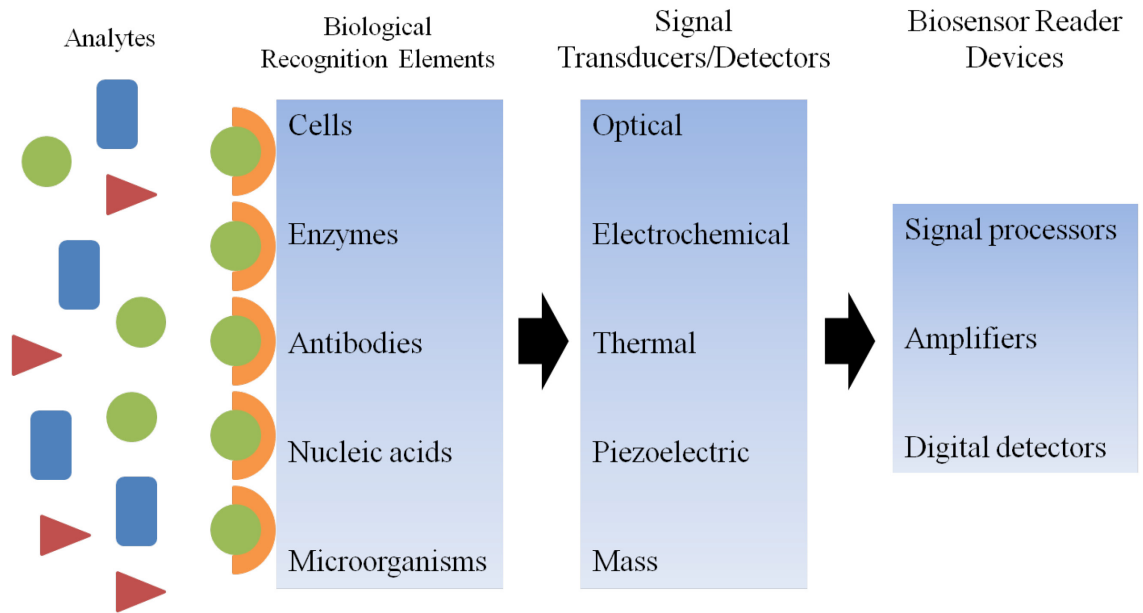 Analytes
Biological
Recognition Elements
Signal
Transducers/Detectors
Biosensor Reader
Devices
Cells
Enzymes
Antibodies
Nucleic acids
Microorganisms
Optical
Electrochemical
Thermal
Piezoelectric
Mass
Signal processors
Amplifiers
Digital detectors